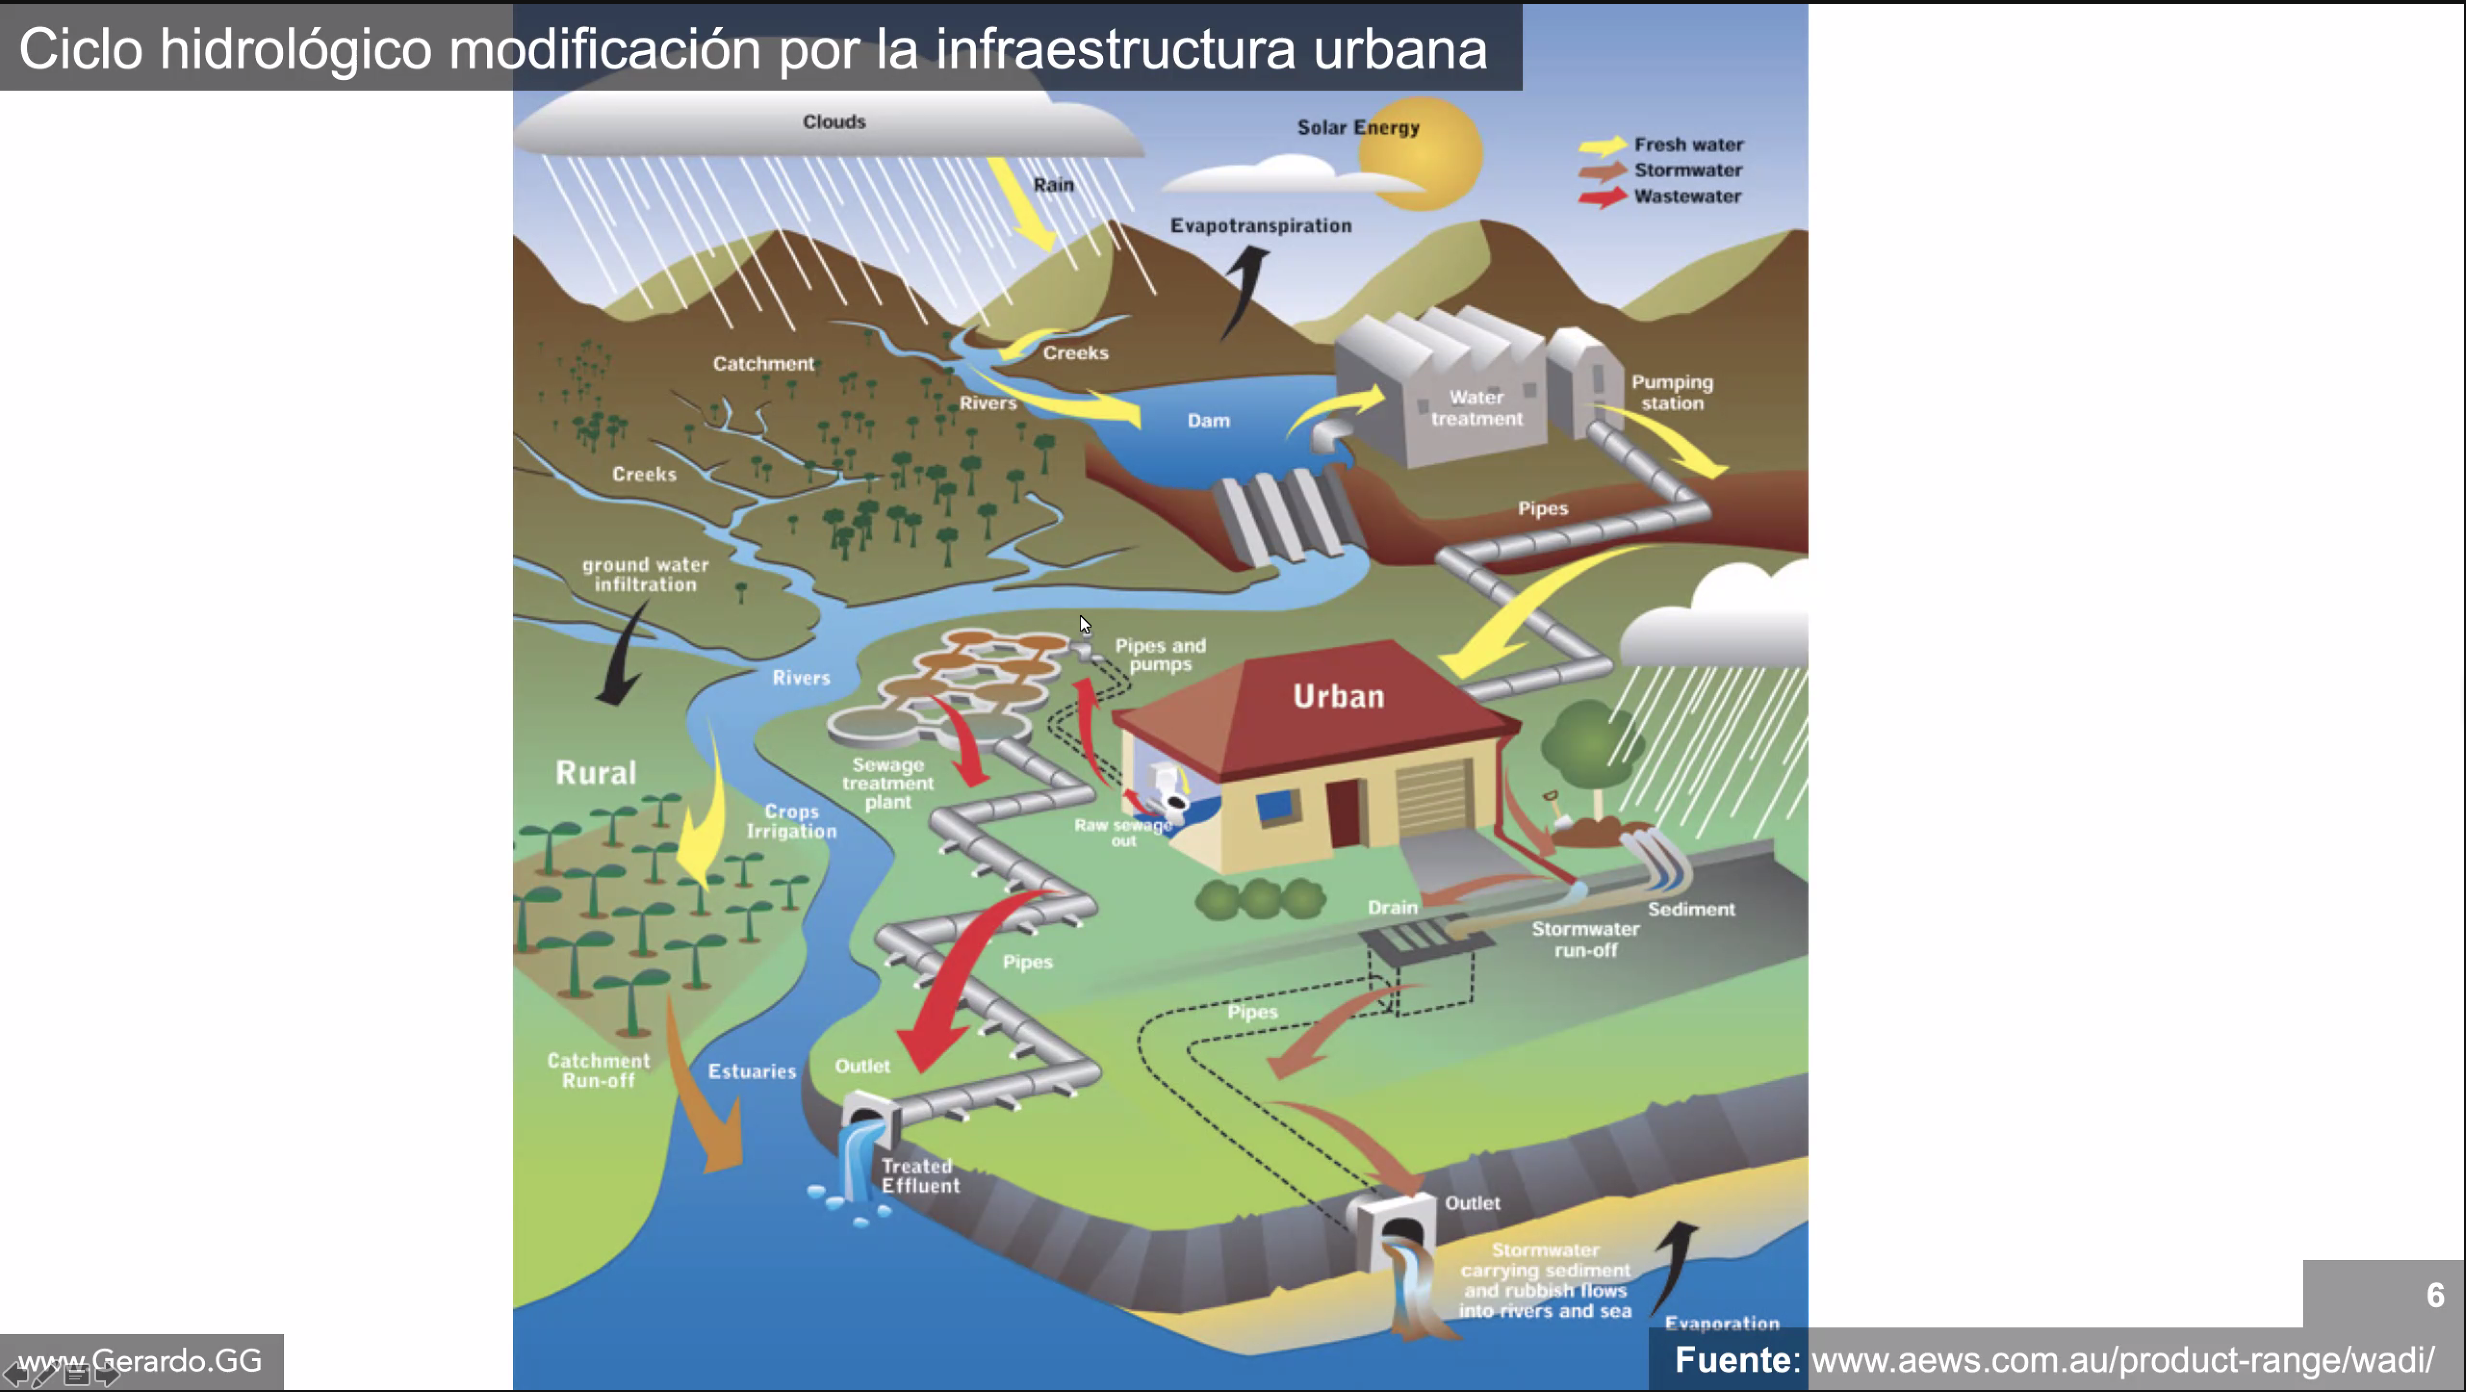 Ciclo hidrológico modificación por la infraestructura urbana
Clouds
Solar Energy
Fresh water
Stormwater
Wastewater
Rain
Evapotranspiration
Creeks
Catchment
Rivers
Dam
Water
treatment
Pumping
station
Creeks
Pipes
ground water
infiltration
Pipes and
pumps
Rivers
Urban
Rural
Sewage
treatment
plant
Crops
Irrigation
Raw sewage
out
Drain
Sediment
Stormwater
run-off
Pipes
Pipes
Catchment
Run-off
Estuaries
Outlet
Treated
Effluent
Outlet
Stormwater
carrying sediment
and rubbish flows
into rivers and sea
Evaporation
6
www.Gerardo.GG
Fuente: www.aews.com.au/product-range/wadi/